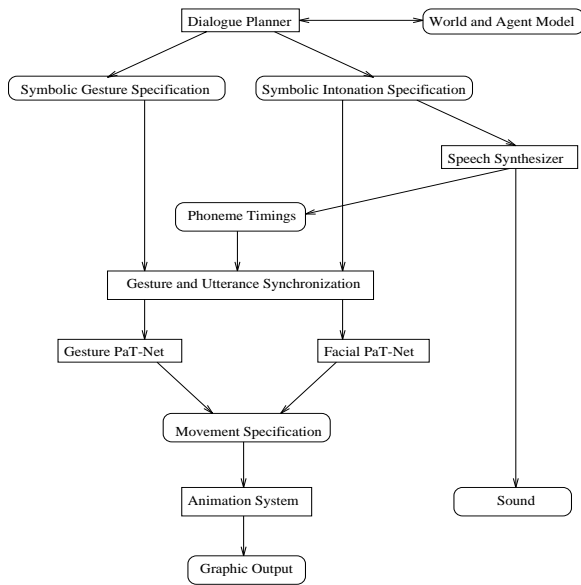 Dialogue Planner
World and Agent Model
Symbolic Gesture Specification
Symbolic Intonation Specification
Speech Synthesizer
Phoneme Timings
Gesture and Utterance Synchronization
Gesture PaT-Net
Facial PaT-Net
Movement Specification
Animation System
Sound
Graphic Output